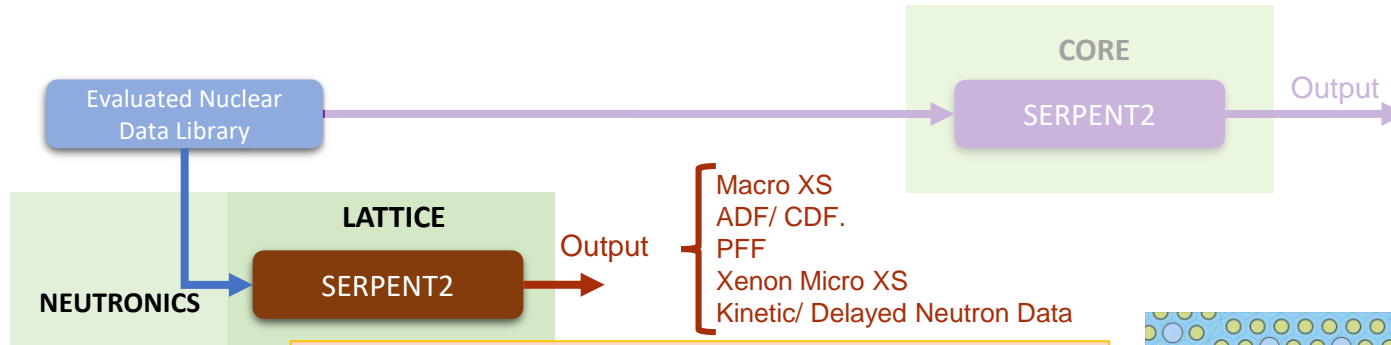 CORE
Evaluated Nuclear
Data Library
SERPENT2
Output
Macro XS
ADF/ CDF.
PFF
Xenon Micro XS
Kinetic/ Delayed Neutron Data
LATTICE
Output
SERPENT2
NEUTRONICS